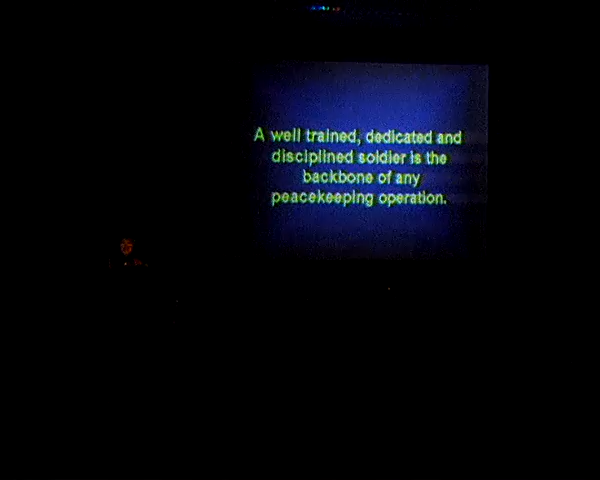 A well trained, dedicated and
disciplined soldier is the
backbone of any
peacekeeping operation.